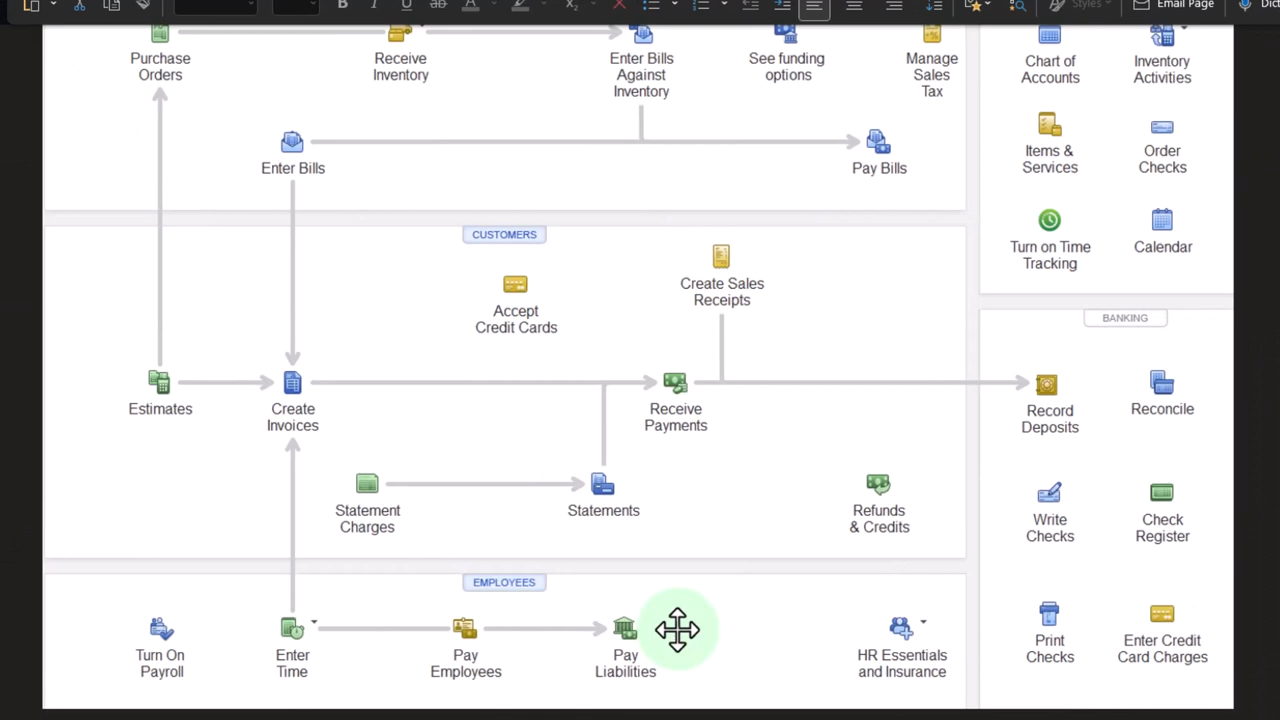 B I U ab X₂ Styles Email Page Dict
Purchase
Orders
Receive
Inventory
Enter Bills
Against
Inventory
See funding
options
Manage
Sales
Tax
Chart of
Accounts
Inventory
Activities
Enter Bills
Pay Bills
Items &
Services
Order
Checks
Turn on Time
Tracking
Calendar
CUSTOMERS
Accept
Credit Cards
Create Sales
Receipts
BANKING
Estimates
Create
Invoices
Receive
Payments
Record
Deposits
Reconcile
Statement
Charges
Statements
Refunds
& Credits
Write
Checks
Check
Register
EMPLOYEES
Turn On
Payroll
Enter
Time
Pay
Employees
Pay
Liabilities
HR Essentials
and Insurance
Print
Checks
Enter Credit
Card Charges